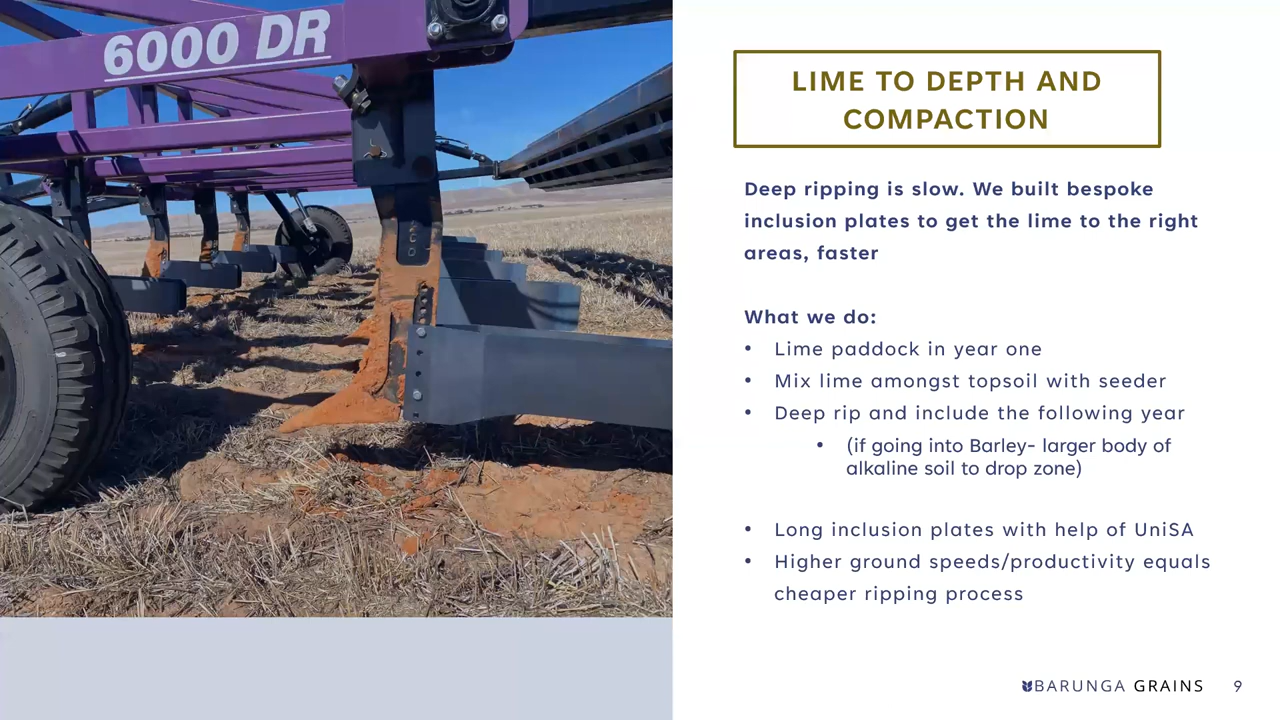 6000 DR
LIME TO DEPTH AND
COMPACTION
Deep ripping is slow. We built bespoke
inclusion plates to get the lime to the right
areas, faster
What we do:
• Lime paddock in year one
• Mix lime amongst topsoil with seeder
• Deep rip and include the following year
• (if going into Barley- larger body of
alkaline soil to drop zone)
• Long inclusion plates with help of UniSA
• Higher ground speeds/productivity equals
cheaper ripping process
BARUNGA GRAINS 9